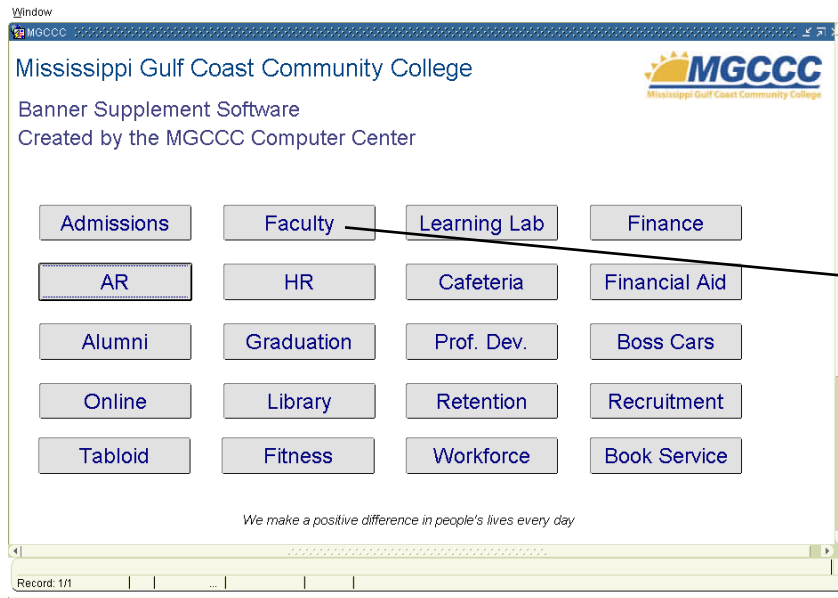 Window
MGCCC
Mississippi Gulf Coast Community College
MGCCC
Mississippi Gulf Coast Community College
Banner Supplement Software
Created by the MGCCC Computer Center
Admissions Faculty Learning Lab Finance
AR HR Cafeteria Financial Aid
Alumni Graduation Prof. Dev. Boss Cars
Online Library Retention Recruitment
Tabloid Fitness Workforce Book Service
We make a positive difference in people's lives every day
Record: 1/1 ...